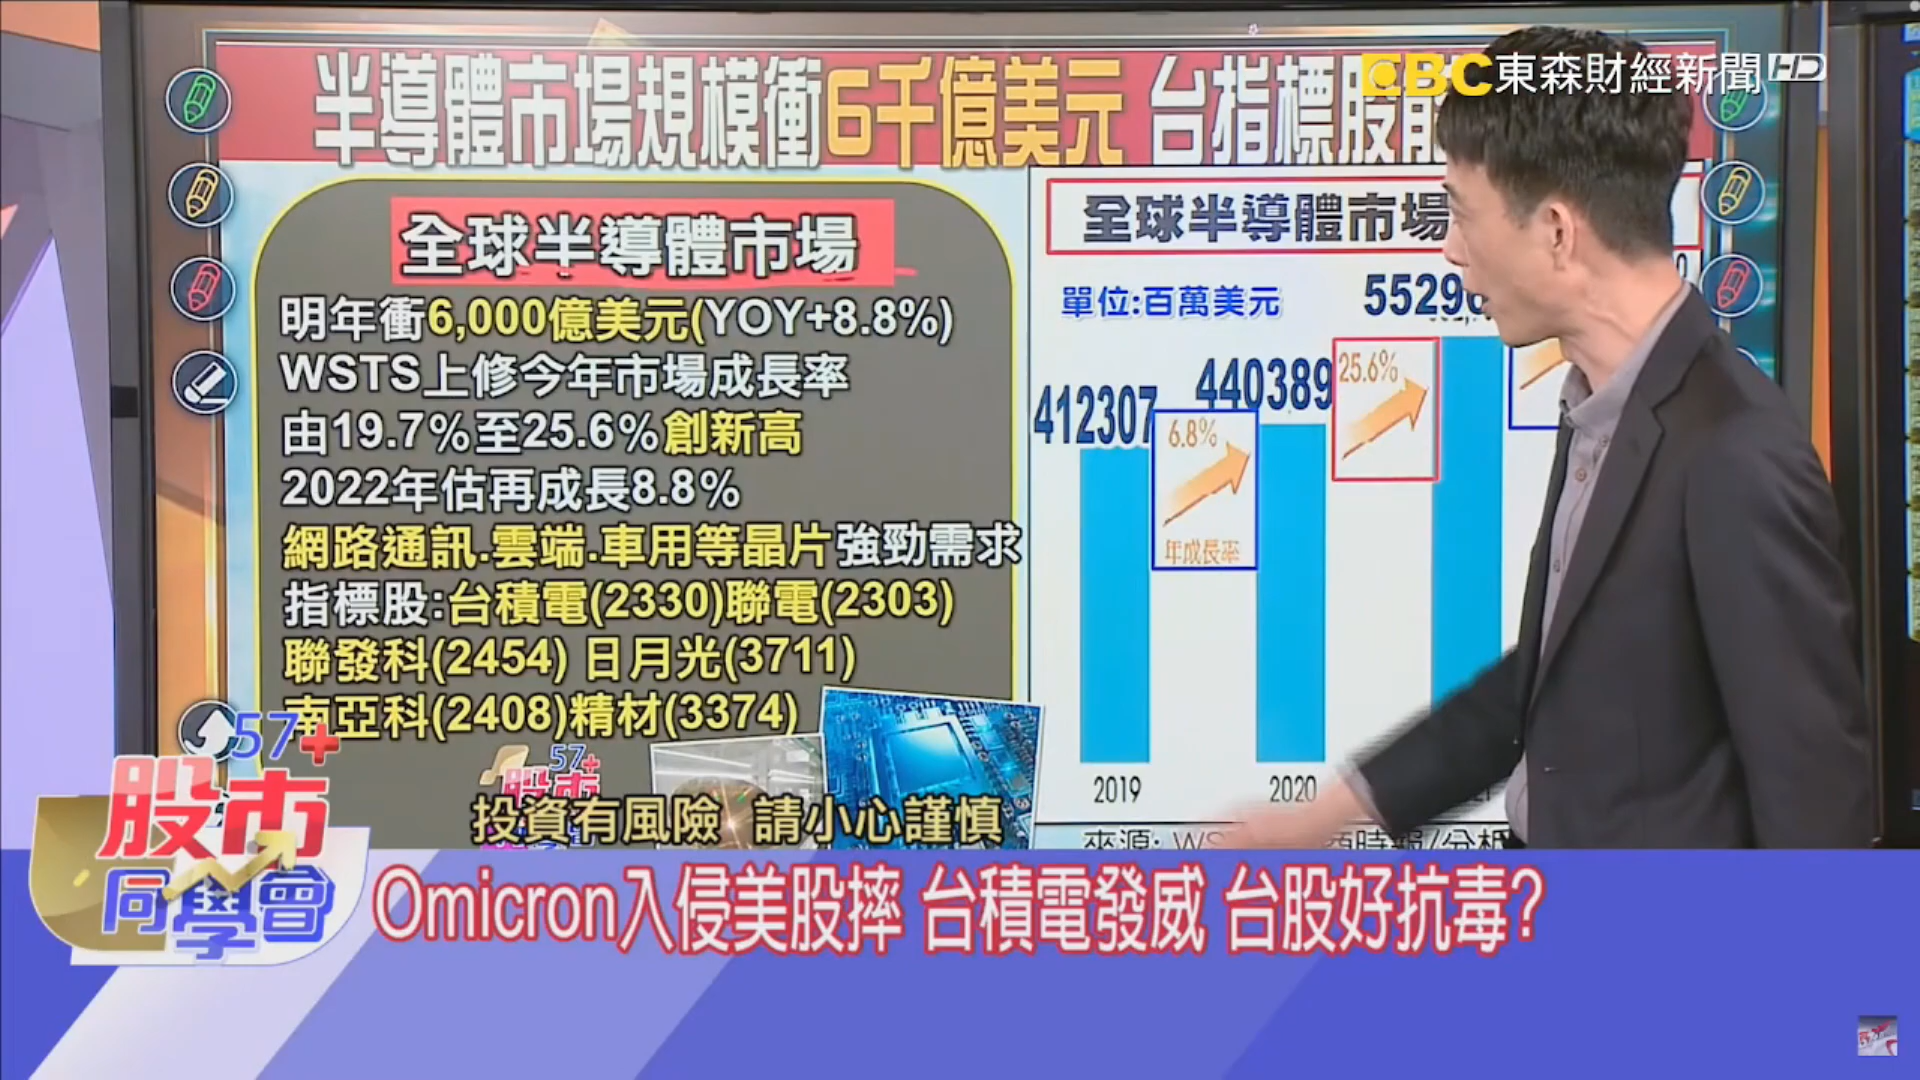 半導體市場規模衝6千億美元 台指標股
EBC東森財經新聞HD
全球半導體市場
明年衝6,000億美元(YOY+8.8%)
WSTS上修今年市場成長率
由19.7%至25.6%創新高
2022年估再成長8.8%
網路通訊.雲端.車用等晶片強勁需求
指標股:台積電(2330)聯電(2303)
聯發科(2454) 日月光(3711)
南亞科(2408)精材(3374)
全球半導體市場
單位:百萬美元
412307
440389
5529
6.8%
年成長率
25.6%
2019
2020
57+
股市
投資有風險 請小心謹慎
57+
股市
同學會
Omicron入侵美股摔 台積電發威 台股好抗毒?